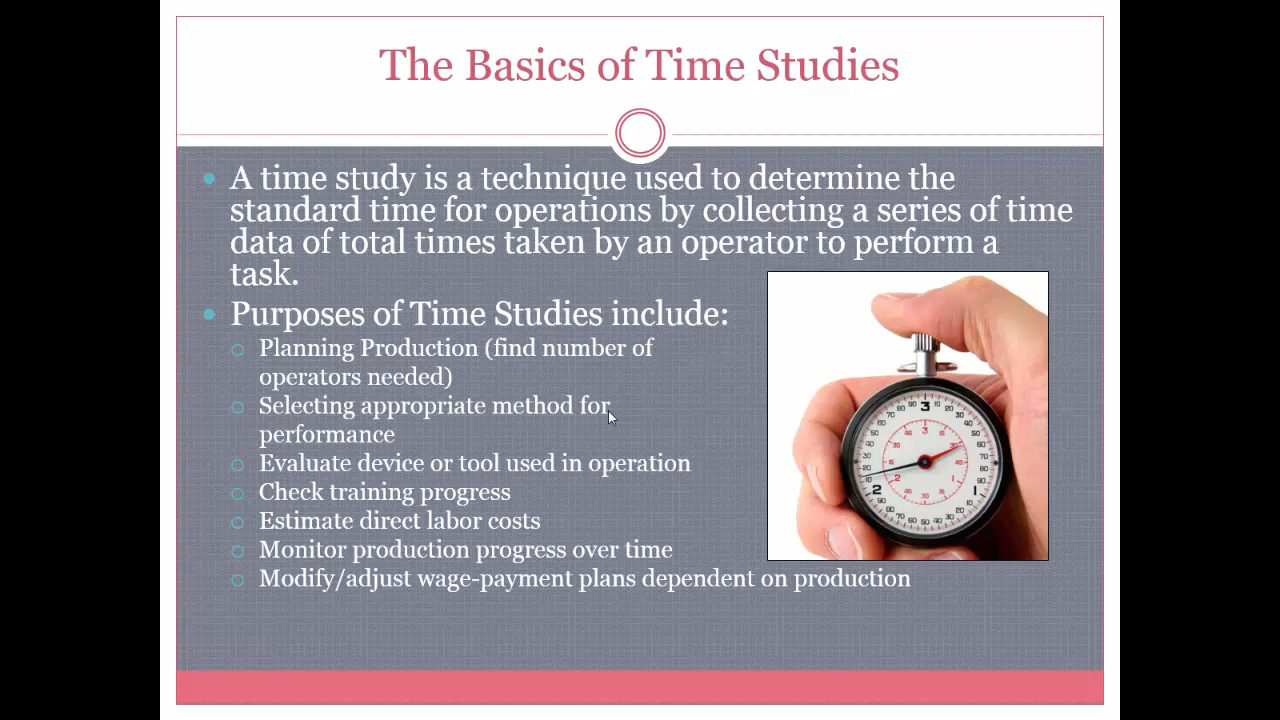 The Basics of Time Studies
A time study is a technique used to determine the
standard time for operations by collecting a series of time
data of total times taken by an operator to perform a
task.
Purposes of Time Studies include:
Planning Production (find number of
operators needed)
Selecting appropriate method for
performance
Evaluate device or tool used in operation
Check training progress
Estimate direct labor costs
Monitor production progress over time
Modify/adjust wage-payment plans dependent on production